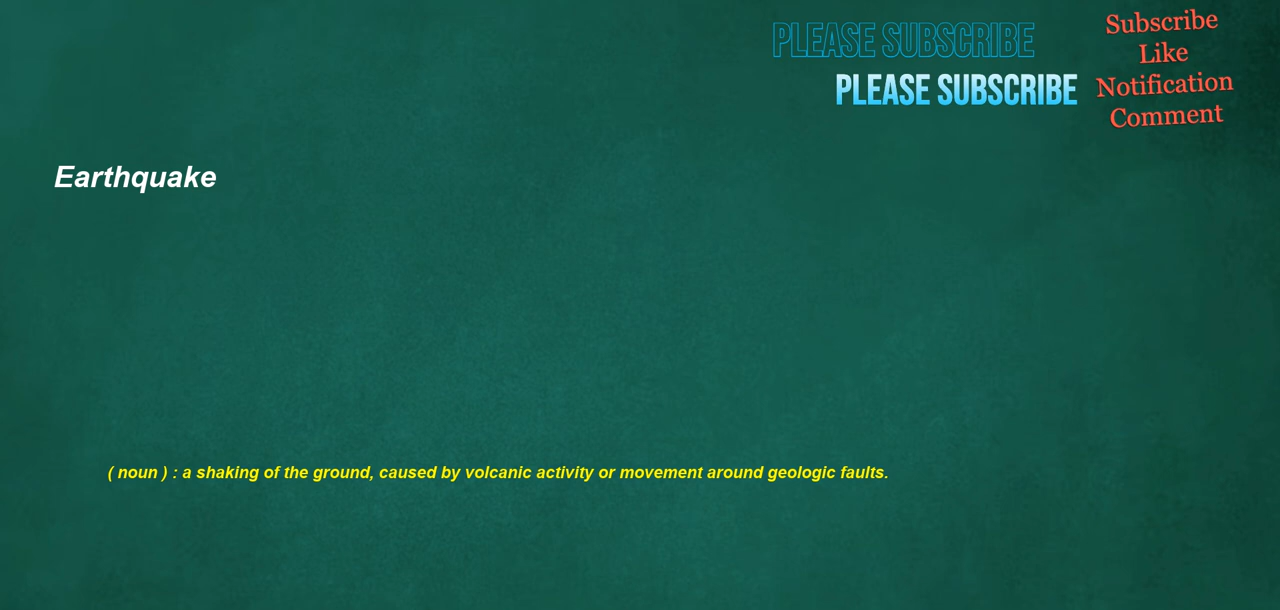 PLEASE SUBSCRIBE
PLEASE SUBSCRIBE
Subscribe
Like
Notification
Comment
Earthquake
( noun ) : a shaking of the ground, caused by volcanic activity or movement around geologic faults.